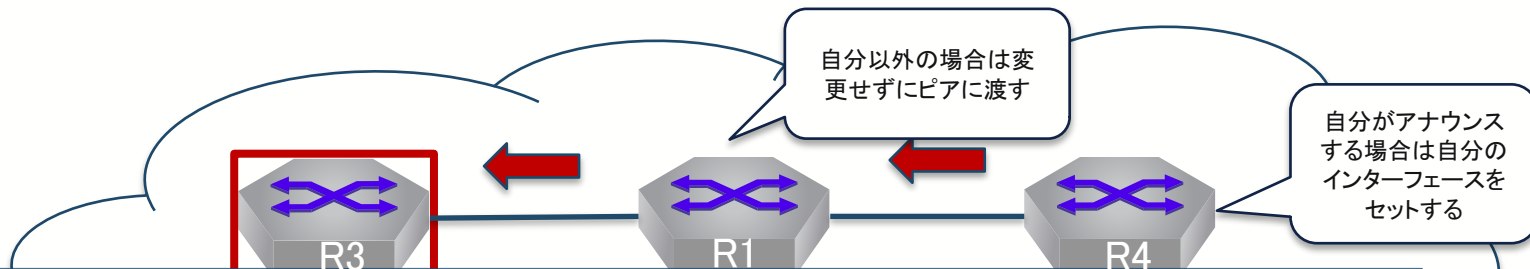 自分以外の場合は変
更せずにピアに渡す
自分がアナウンス
する場合は自分の
インターフェースを
セットする
R3
R1
R4